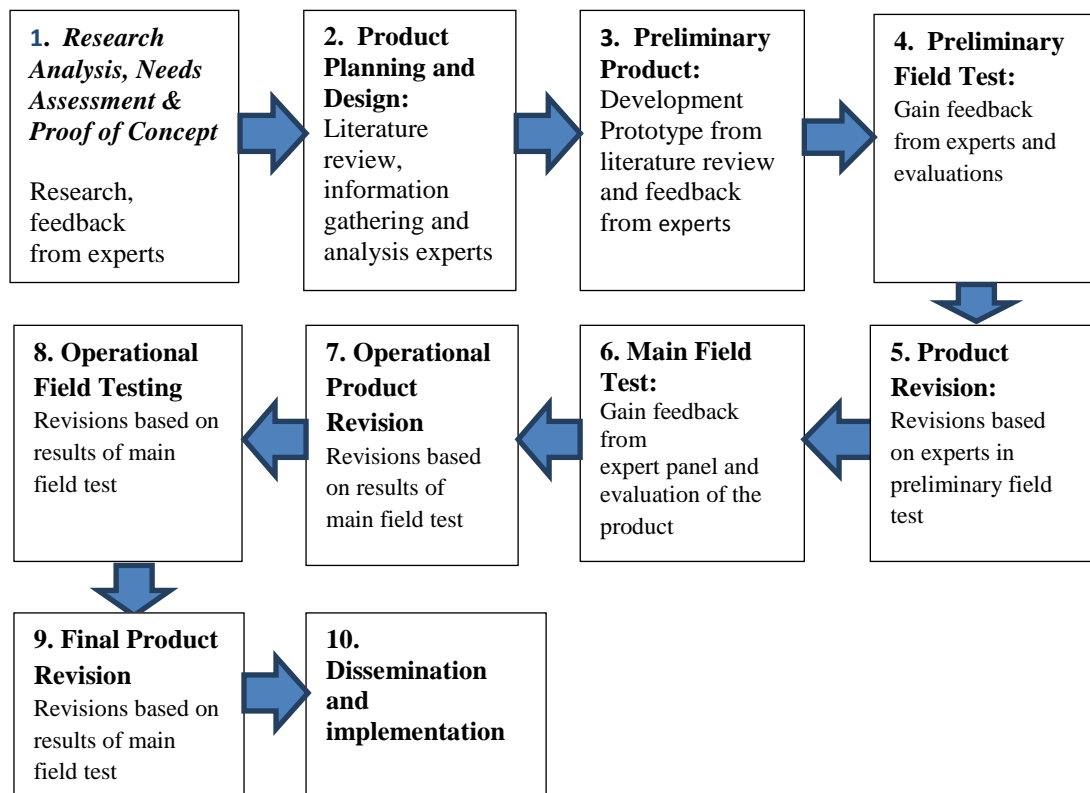 1. Research
Analysis, Needs
Assessment &
Proof of Concept
Research,
feedback
from experts
2. Product
Planning and
Design:
Literature
review,
information
gathering and
analysis experts
3. Preliminary
Product:
Development
Prototype from
literature review
and feedback
from experts
4. Preliminary
Field Test:
Gain feedback
from experts and
evaluations
5. Product
Revision:
Revisions based
on experts in
preliminary field
test
6. Main Field
Test:
Gain feedback
from
expert panel and
evaluation of the
product
7. Operational
Product
Revision
Revisions based
on results of
main field test
8. Operational
Field Testing
Revisions based on
results of main
field test
9. Final Product
Revision
Revisions based on
results of main
field test
10.
Dissemination
and
implementation